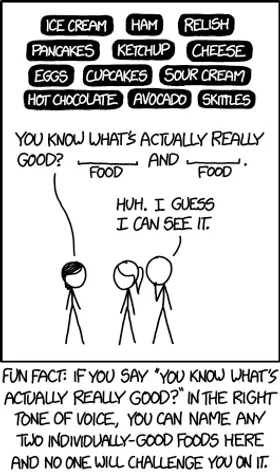 ICE CREAM HAM RELISH
PANCAKES KETCHUP CHEESE
EGGS CUPCAKES SOUR CREAM
HOT CHOCOLATE AVOCADO SKITTLES
YOU KNOW WHAT'S ACTUALLY REALLY
GOOD? ________ AND ________.
FOOD FOOD
HUH. I GUESS
I CAN SEE IT.
FUN FACT: IF YOU SAY "YOU KNOW WHAT'S
ACTUALLY REALLY GOOD?" IN THE RIGHT
TONE OF VOICE, YOU CAN NAME ANY
TWO INDIVIDUALLY-GOOD FOODS HERE
AND NO ONE WILL CHALLENGE YOU ON IT.